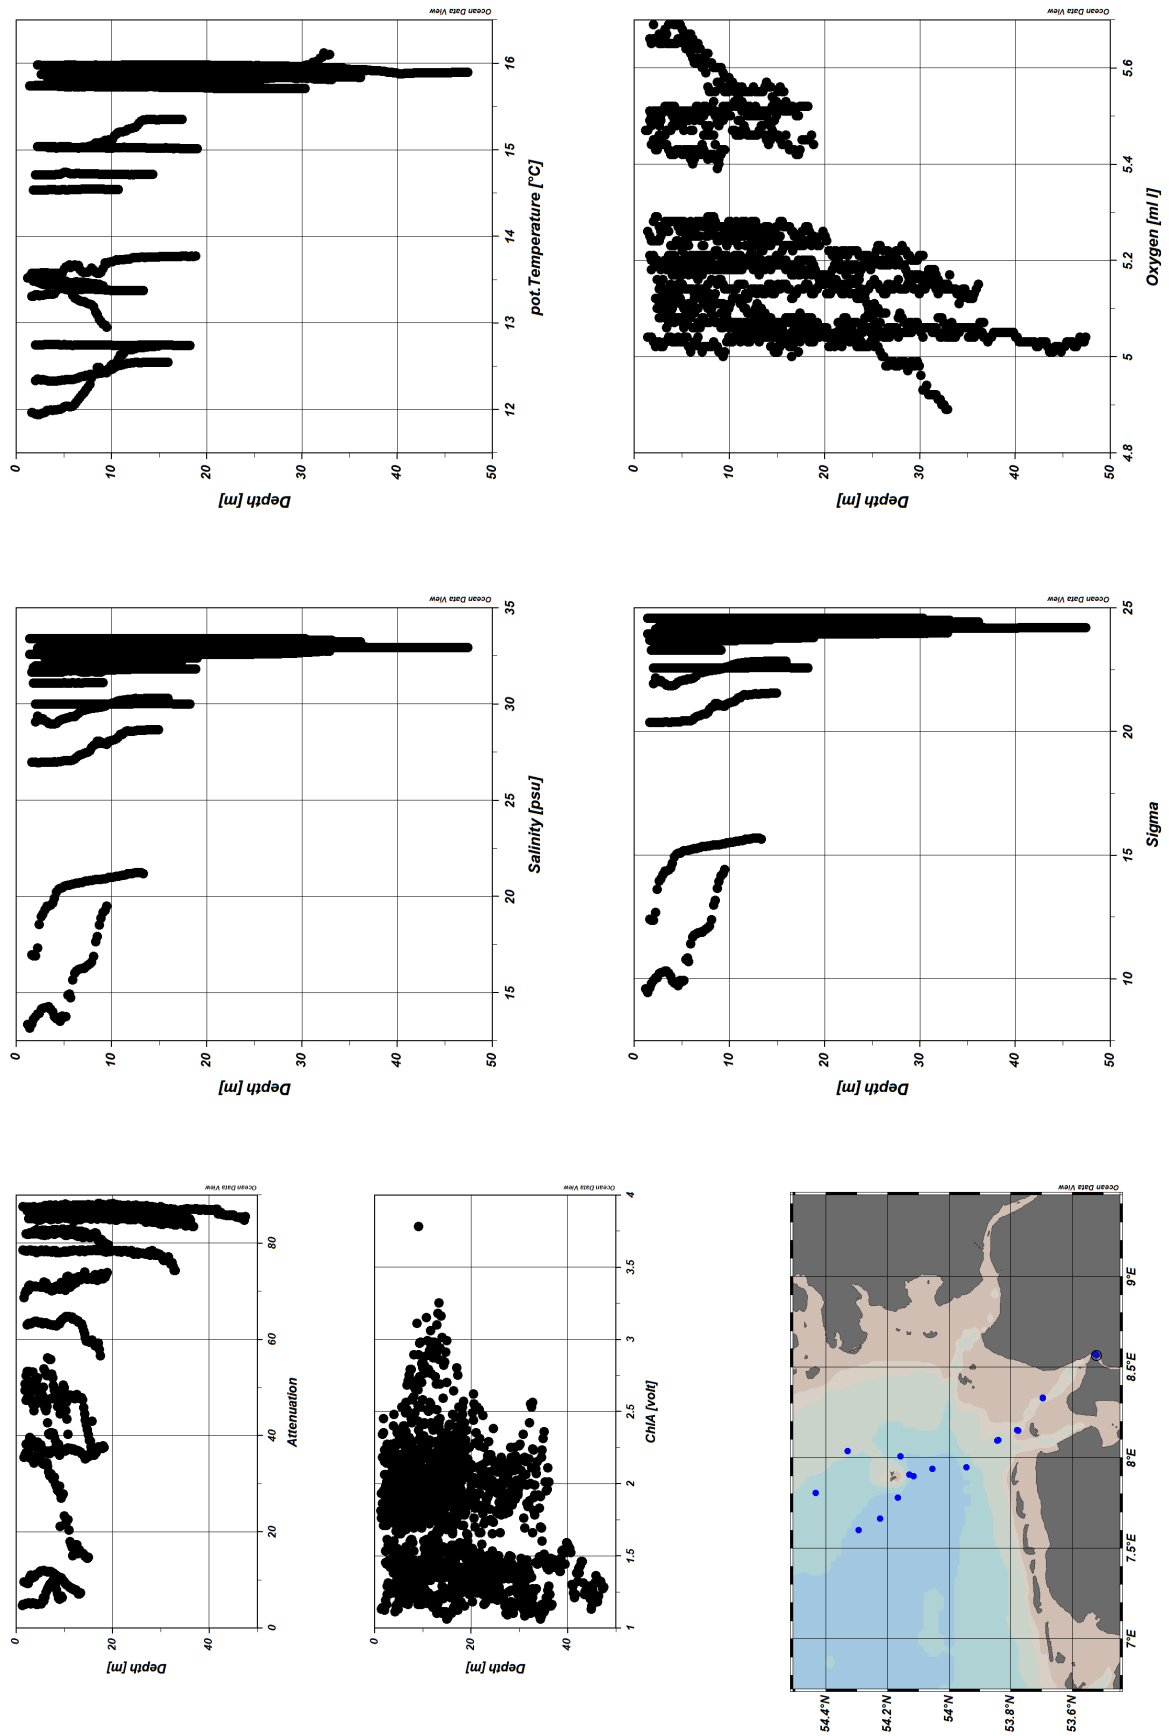 Ocean Data View
0
20
40
Depth [m]
0
20
40
60
80
Attenuation
Ocean Data View
0
10
20
30
40
50
Depth [m]
15
20
25
30
35
Salinity [psu]
Ocean Data View
0
10
20
30
40
50
Depth [m]
12
13
14
15
16
pot.Temperature [°C]
Ocean Data View
0
20
40
Depth [m]
1
1.5
2
2.5
3
3.5
4
ChlA [volt]
Ocean Data View
54.4°N
54.2°N
54°N
53.8°N
53.6°N
7°E
7.5°E
8°E
8.5°E
9°E
Ocean Data View
0
10
20
30
40
50
Depth [m]
10
15
20
25
Sigma
Ocean Data View
0
10
20
30
40
50
Depth [m]
4.8
5
5.2
5.4
5.6
Oxygen [ml l]